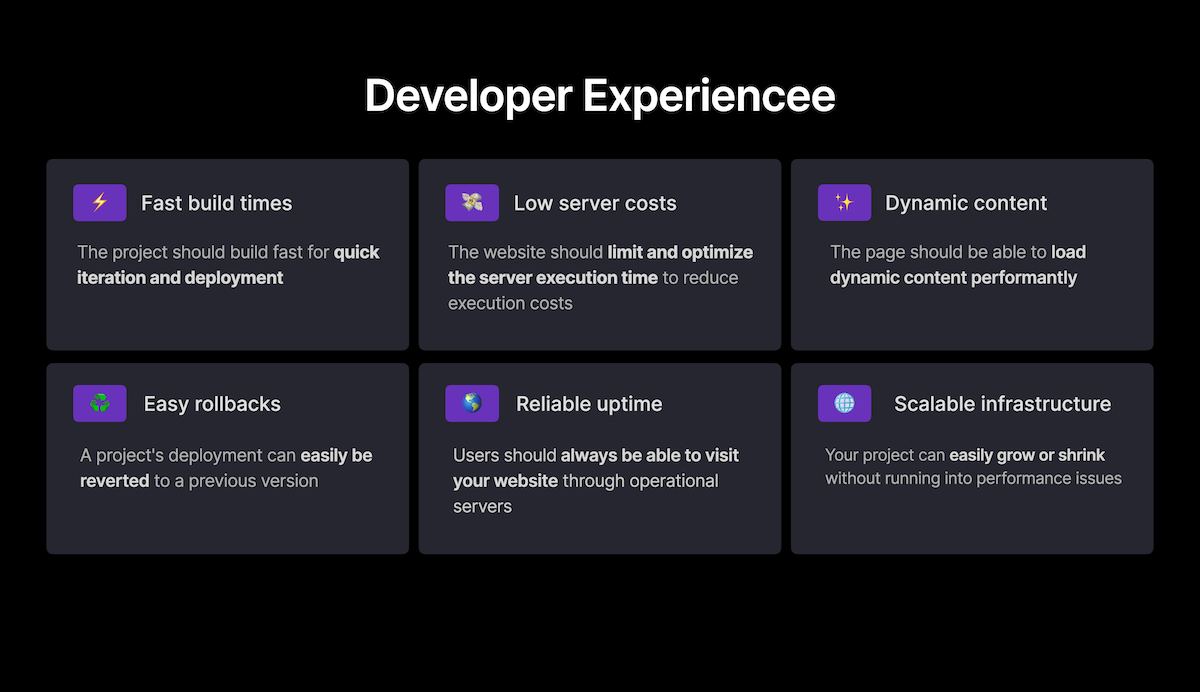 Developer Experiencee
Fast build times
The project should build fast for quick
iteration and deployment
Low server costs
The website should limit and optimize
the server execution time to reduce
execution costs
Dynamic content
The page should be able to load
dynamic content performantly
Easy rollbacks
A project's deployment can easily be
reverted to a previous version
Reliable uptime
Users should always be able to visit
your website through operational
servers
Scalable infrastructure
Your project can easily grow or shrink
without running into performance issues